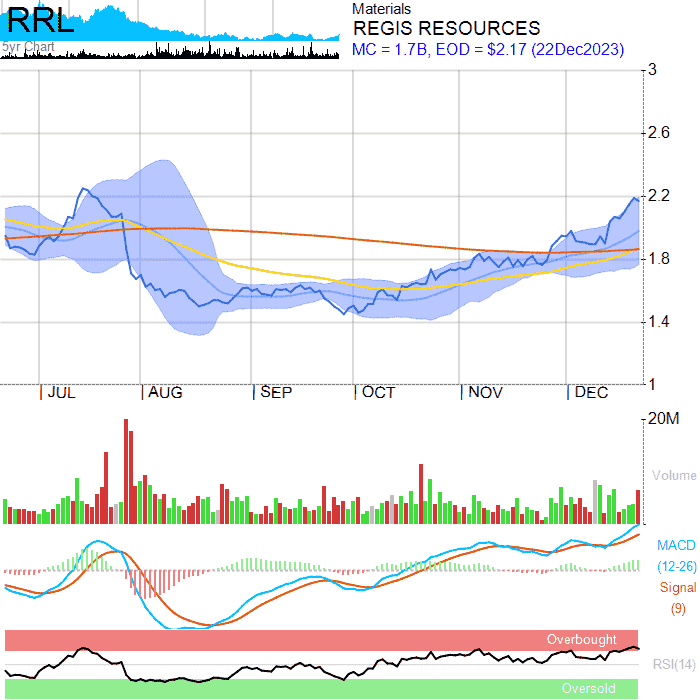 RRL
5yr Chart
Materials
REGIS RESOURCES
MC = 1.7B, EOD = $2.17 (22Dec2023)
3
2.6
2.2
1.8
1.4
1
JUL AUG SEP OCT NOV DEC
20M
Volume
MACD
(12-26)
Signal
(9)
Overbought
RSI(14)
Oversold